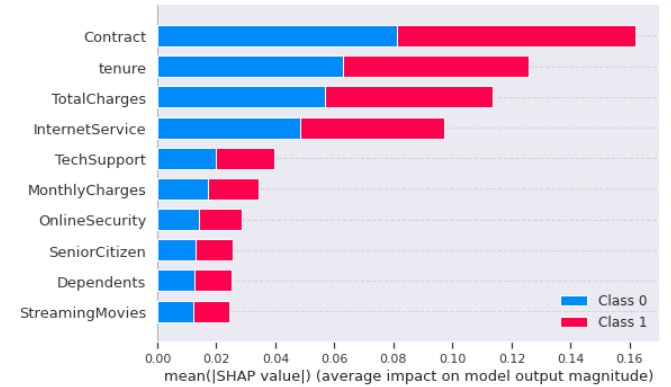 Contract
tenure
TotalCharges
InternetService
TechSupport
MonthlyCharges
OnlineSecurity
SeniorCitizen
Dependents
StreamingMovies
Class 0
Class 1
0.00 0.02 0.04 0.06 0.08 0.10 0.12 0.14 0.16
mean(|SHAP value|) (average impact on model output magnitude)